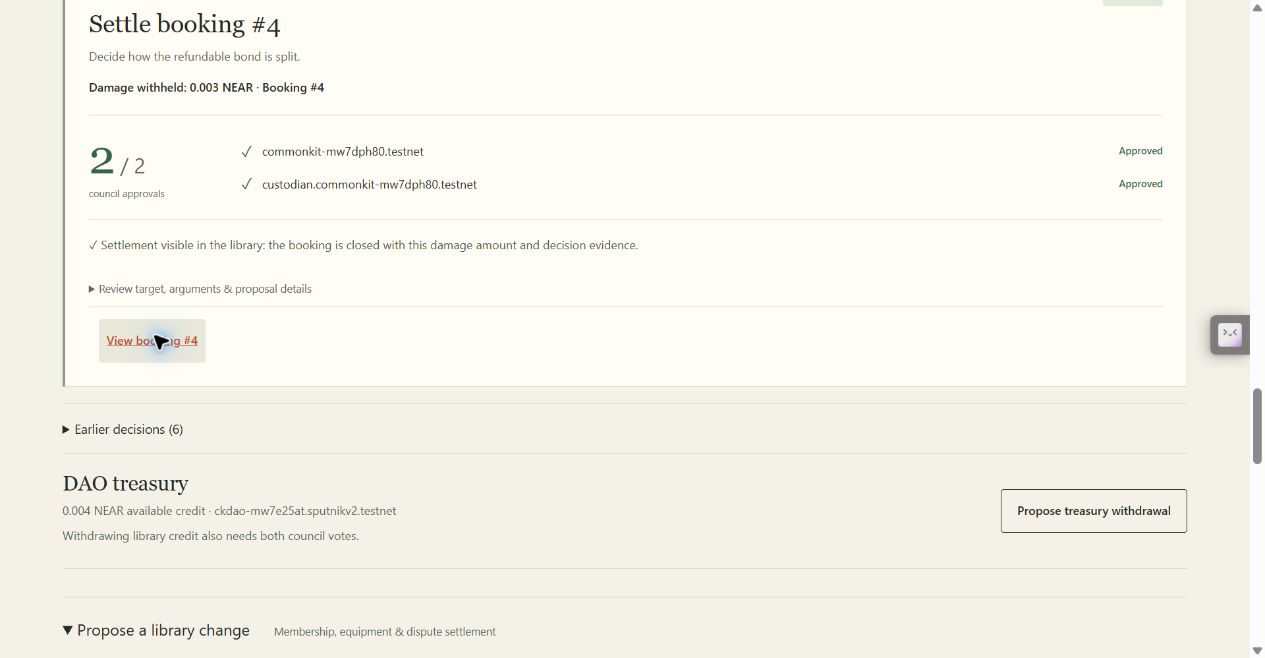 Settle booking #4
Decide how the refundable bond is split.
Damage withheld: 0.003 NEAR · Booking #4
2 / 2
council approvals
✓ commonkit-mw7dph80.testnet Approved
✓ custodian.commonkit-mw7dph80.testnet Approved
✓ Settlement visible in the library: the booking is closed with this damage amount and decision evidence.
▶ Review target, arguments & proposal details
View booking #4
▶ Earlier decisions (6)
DAO treasury
0.004 NEAR available credit · ckdao-mw7e25at.sputnikv2.testnet
Withdrawing library credit also needs both council votes.
Propose treasury withdrawal
▼ Propose a library change Membership, equipment & dispute settlement